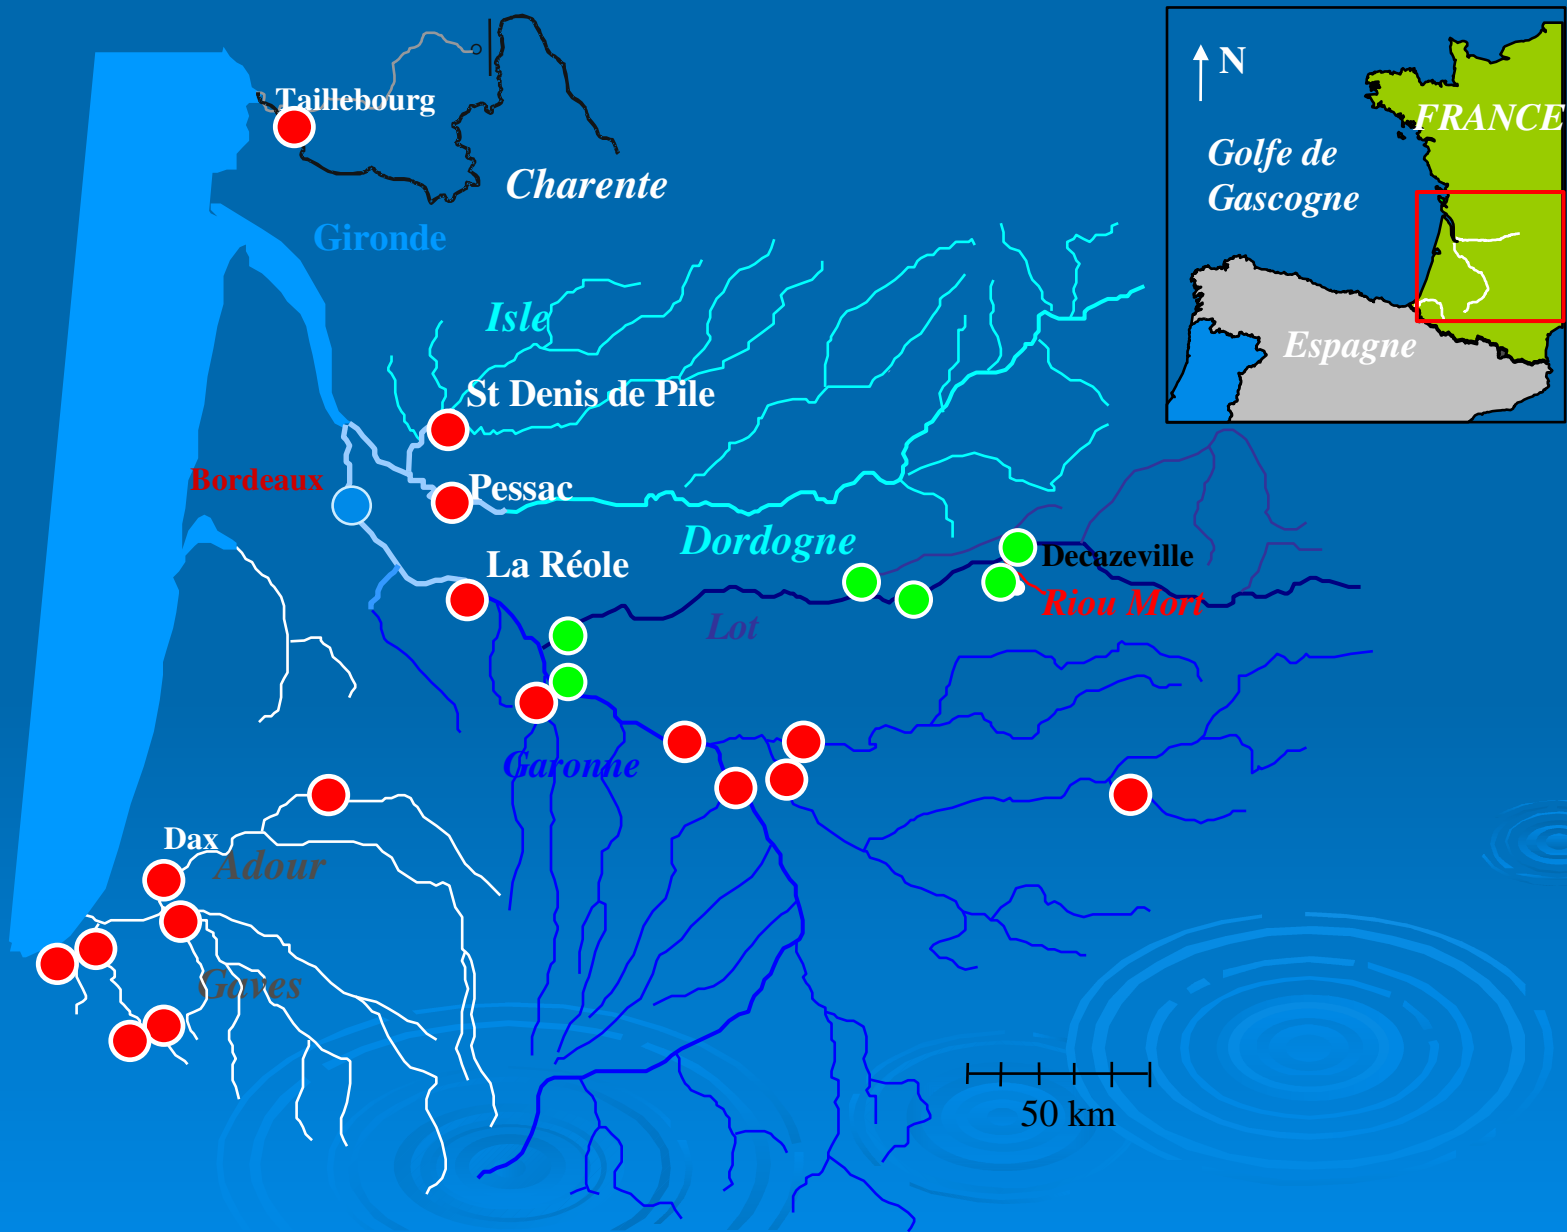 Taillebourg
Charente
Gironde
Isle
St Denis de Pile
Bordeaux
Pessac
Dordogne
La Réole
Decazeville
Riou Mort
Lot
Garonne
Dax
Adour
Gaves
50 km
N
FRANCE
Golfe de
Gascogne
Espagne